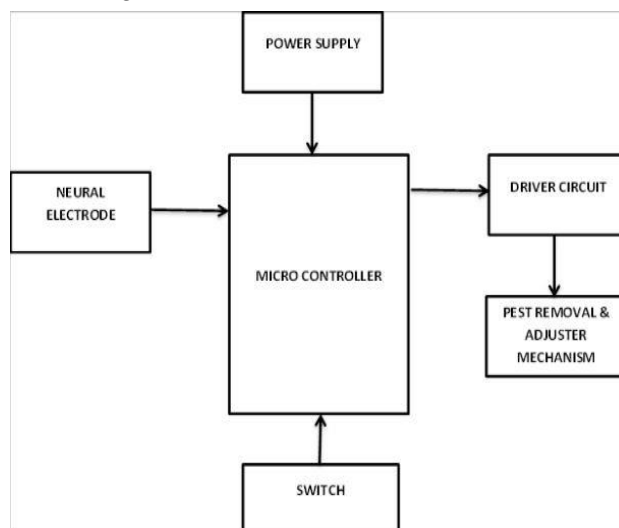 POWER SUPPLY
NEURAL
ELECTRODE
MICRO CONTROLLER
DRIVER CIRCUIT
PEST REMOVAL &
ADJUSTER
MECHANISM
SWITCH